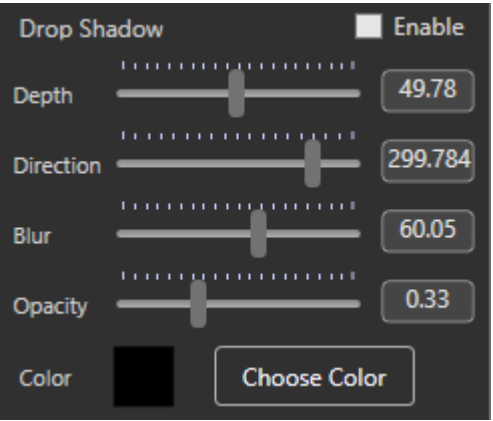 Drop Shadow Enable
Depth 49.78
Direction 299.784
Blur 60.05
Opacity 0.33
Color Choose Color